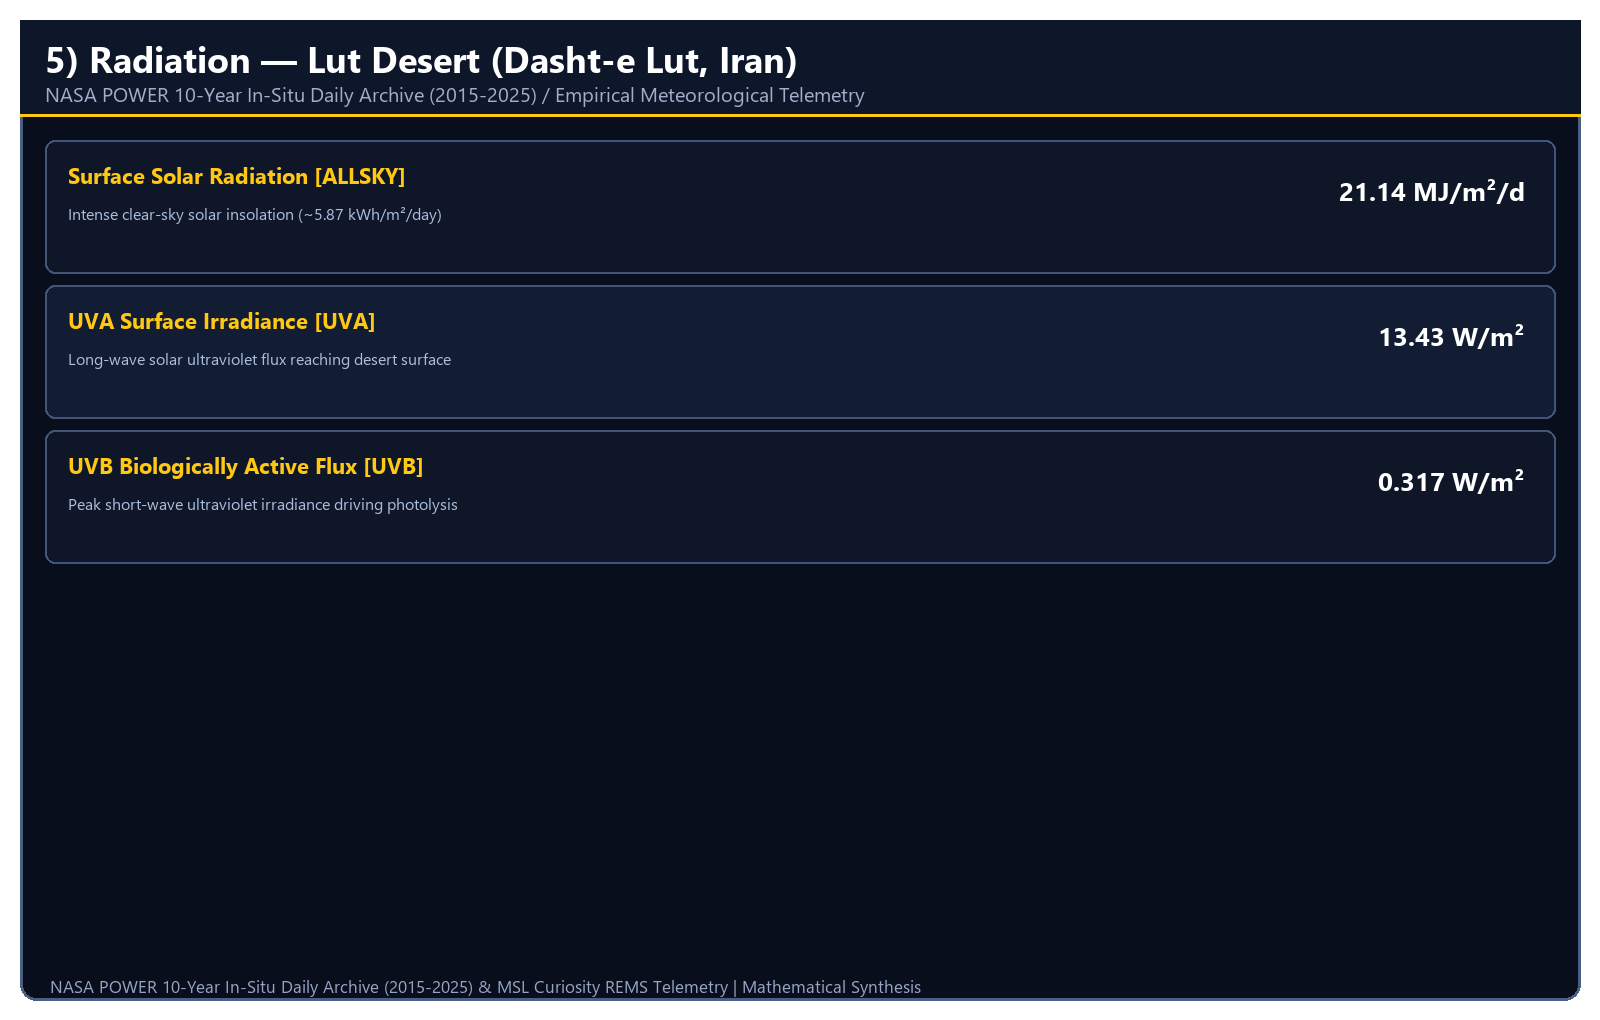 5) Radiation — Lut Desert (Dasht-e Lut, Iran)
NASA POWER 10-Year In-Situ Daily Archive (2015-2025) / Empirical Meteorological Telemetry
Surface Solar Radiation [ALLSKY]
Intense clear-sky solar insolation (~5.87 kWh/m²/day)
21.14 MJ/m²/d
UVA Surface Irradiance [UVA]
Long-wave solar ultraviolet flux reaching desert surface
13.43 W/m²
UVB Biologically Active Flux [UVB]
Peak short-wave ultraviolet irradiance driving photolysis
0.317 W/m²
NASA POWER 10-Year In-Situ Daily Archive (2015-2025) & MSL Curiosity REMS Telemetry | Mathematical Synthesis